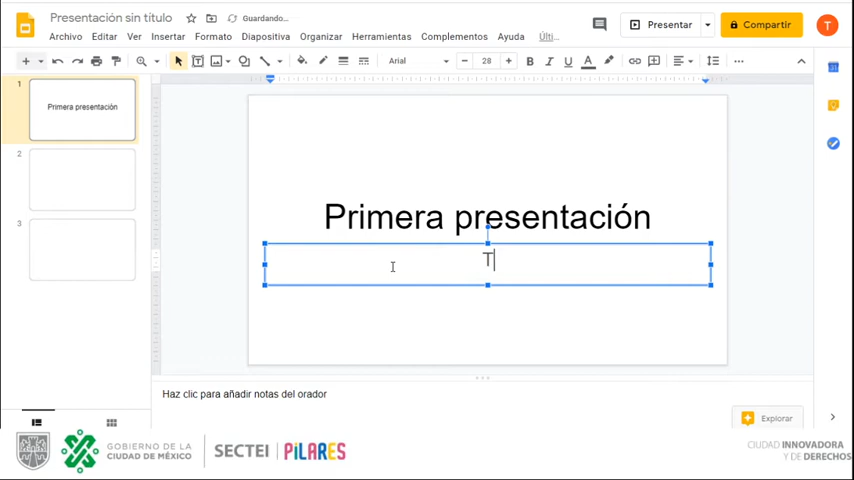 Presentación sin título
Guardando...
Archivo Editar Ver Insertar Formato Diapositiva Organizar Herramientas Complementos Ayuda Últi...
Presentar
Compartir
T
Arial
28
B I U A
1
Primera presentación
2
3
Primera presentación
T
Haz clic para añadir notas del orador
Explorar
GOBIERNO DE LA
CIUDAD DE MÉXICO
SECTEI
PILARES
CIUDAD INNOVADORA
Y DE DERECHOS